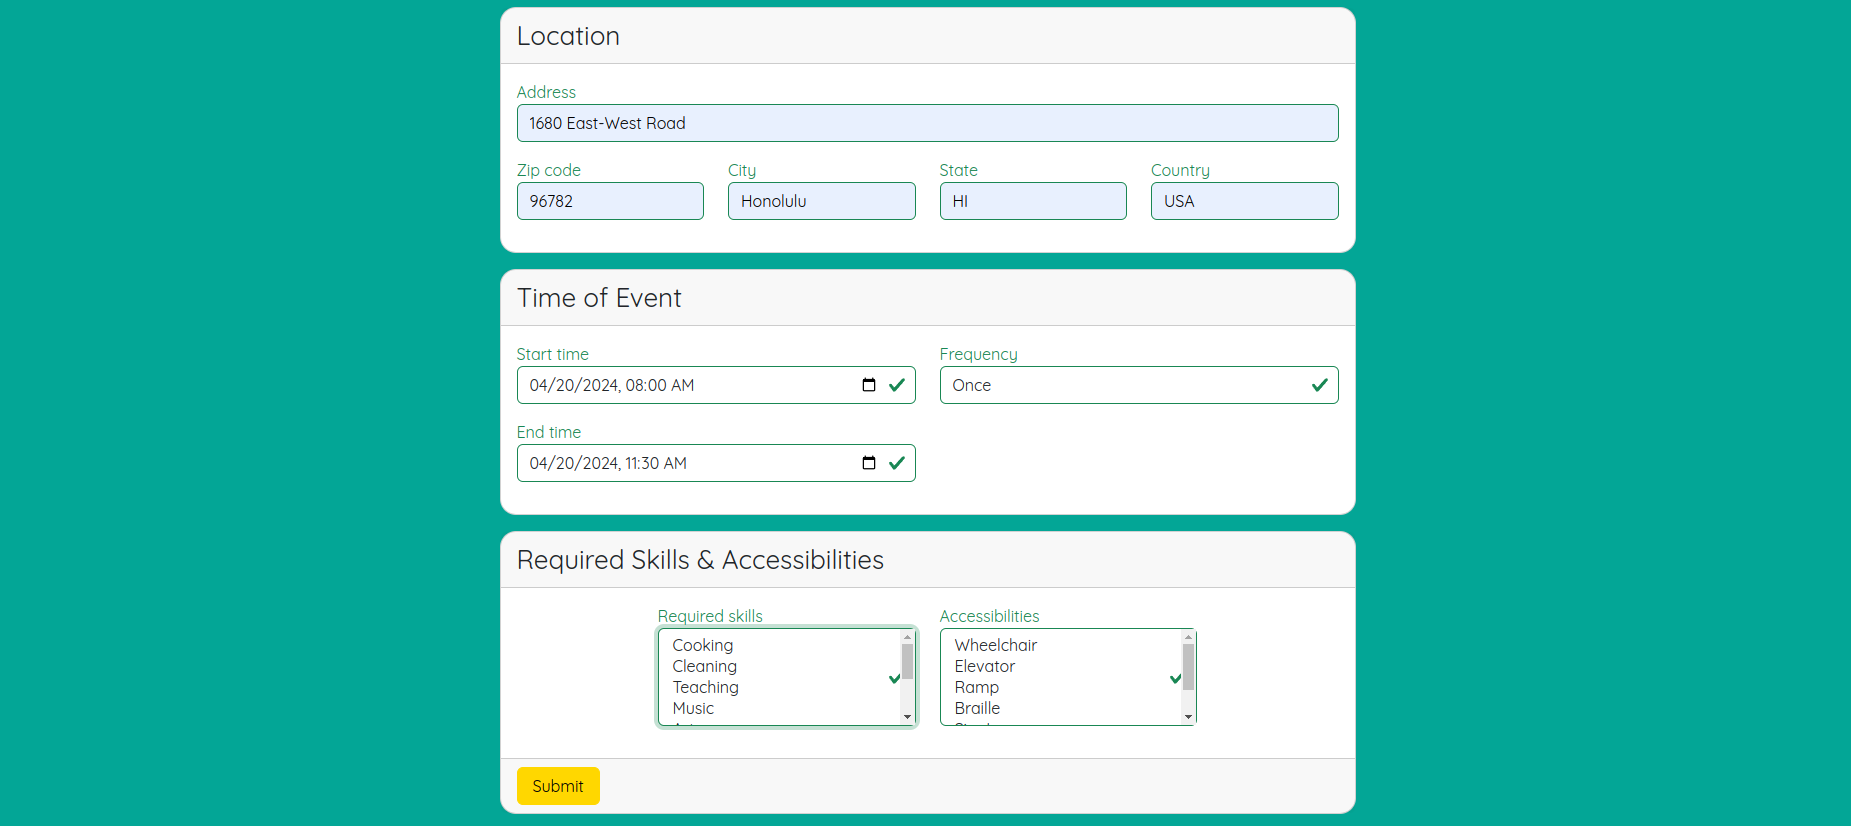 Location
Address
1680 East-West Road
Zip code City State Country
96782 Honolulu HI USA
Time of Event
Start time Frequency
04/20/2024, 08:00 AM Once
End time
04/20/2024, 11:30 AM
Required Skills & Accessibilities
Required skills Accessibilities
Cooking Wheelchair
Cleaning Elevator
Teaching Ramp
Music Braille
Submit